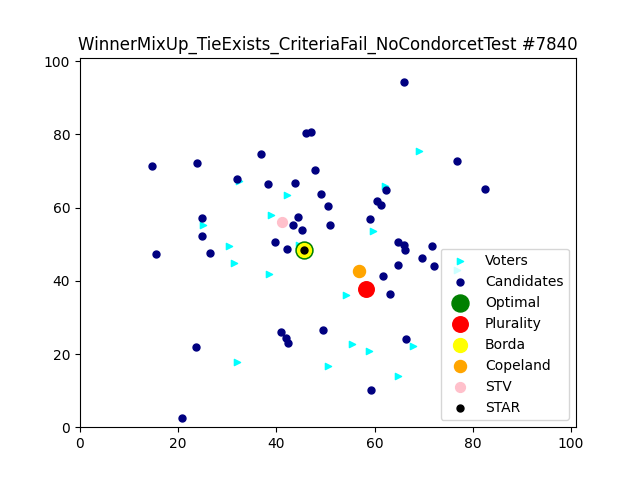 WinnerMixUp_TieExists_CriteriaFail_NoCondorcetTest #7840
100
80
60
40
20
0
Voters
Candidates
Optimal
Plurality
Borda
Copeland
STV
STAR
0 20 40 60 80 100